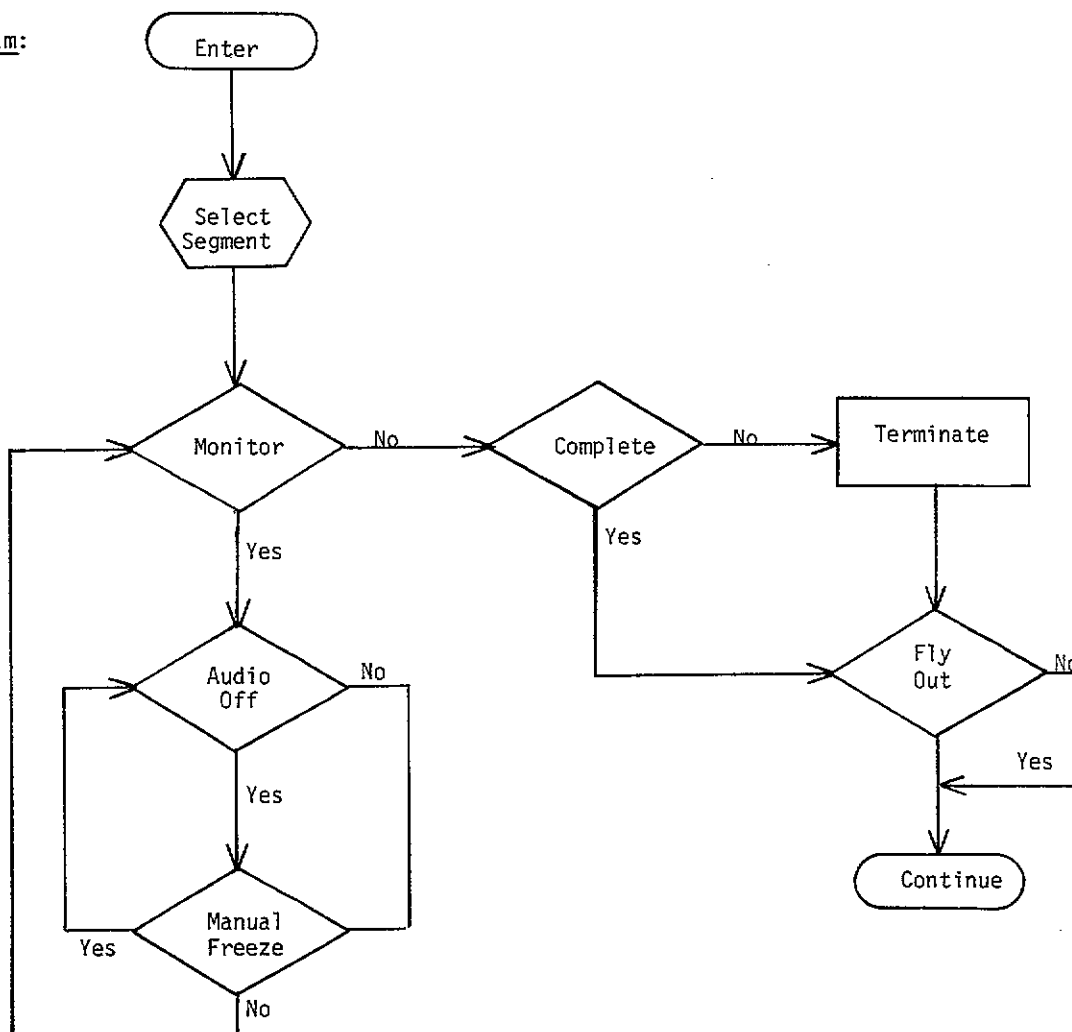 m:
Enter
Select
Segment
Monitor
No
Complete
No
Terminate
Yes
Yes
Audio
Off
No
Fly
Out
No
Yes
Yes
Continue
Manual
Freeze
Yes
No